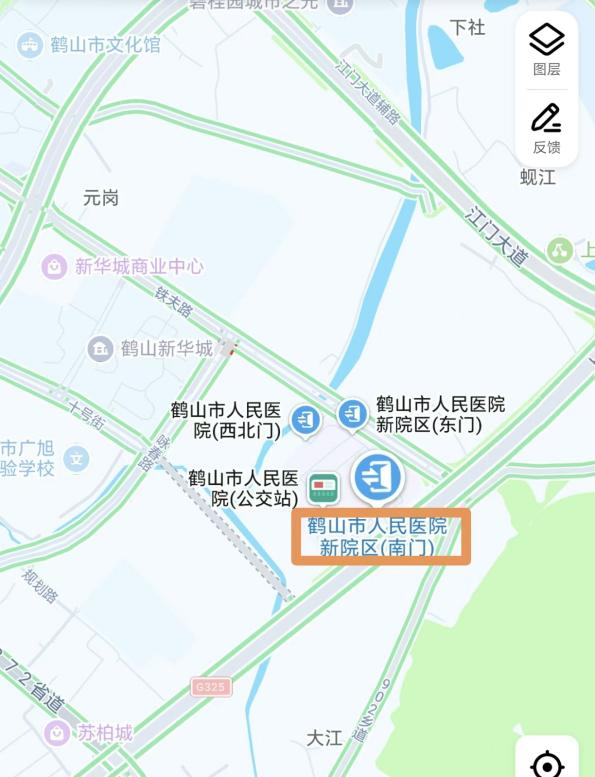 碧桂园城市之光
下社
鹤山市文化馆
图层
江门大道辅路
反馈
蚬江
元岗
江门大道
上
新华城商业中心
铁夫路
鹤山新华城
鹤山市人民医
院(西北门)
鹤山市人民医院
新院区(东门)
十号街
咏春路
市广旭
验学校
鹤山市人民医
院(公交站)
鹤山市人民医院
新院区(南门)
规划路
272省道
G325
902乡道
苏柏城
大江